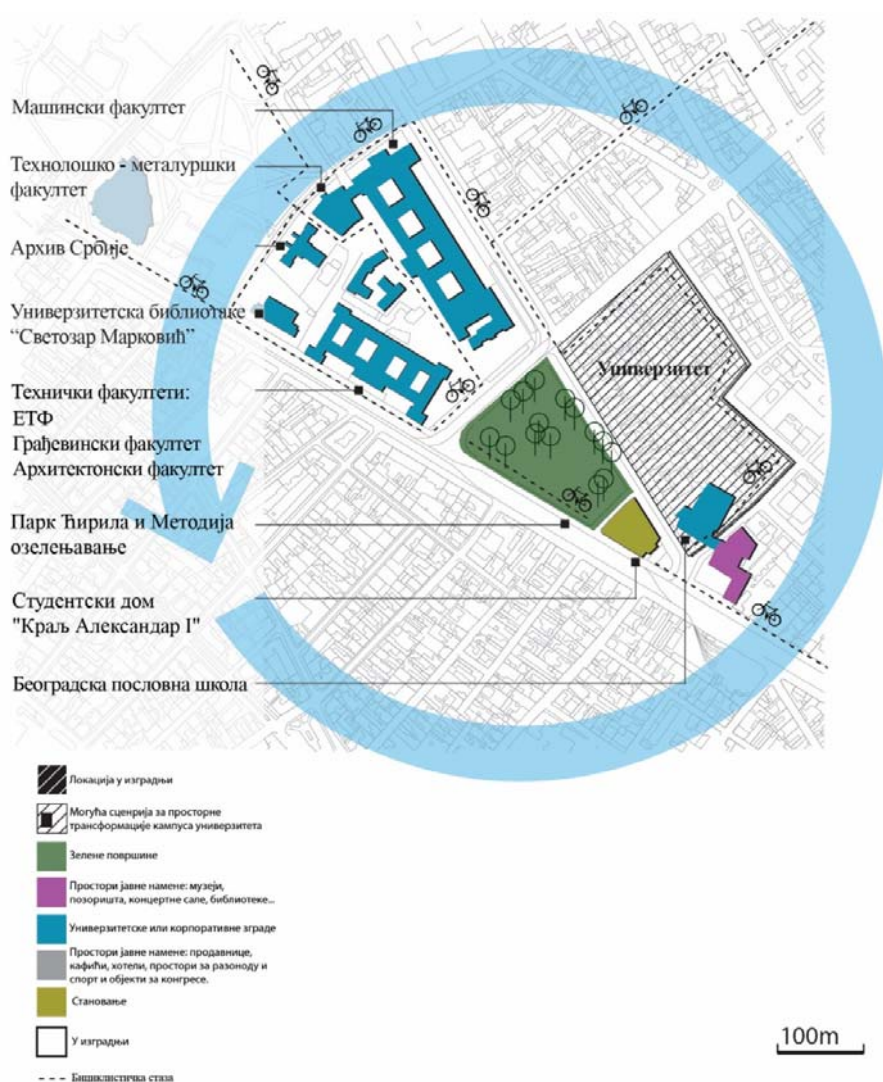 Машински факултет
Технолошко - металуршки
факултет
Архив Србије
Универзитетска библиотаке
“Светозар Марковић”
Технички факултети:
ЕТФ
Грађевински факултет
Архитектонски факултет
Парк Ћирила и Методија
озелењавање
Студентски дом
"Краљ Александар I"
Београдска пословна школа
Универзитет
Локација у изградњи
Могућа сценрија за просторне
трансформације кампуса универзитета
Зелене површине
Простори јавне намене: музеји,
позоришта, концертне сале, библиотеке...
Универзитетске или корпоративне зграде
Простори јавне намене: продавнице,
кафићи, хотели, простори за разоноду и
спорт и објекти за конгресе.
Становање
У изградњи
Бициклистичка стаза
100m